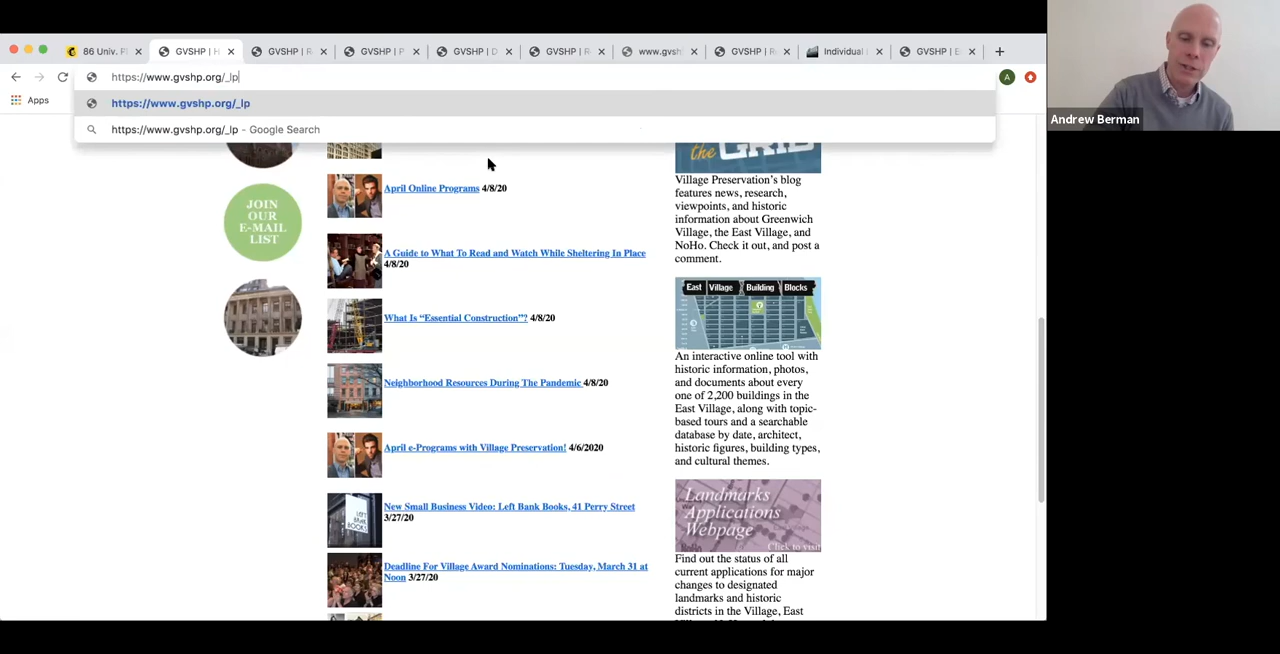 86 Univ. P
GVSHP | H
GVSHP | R
GVSHP | P
GVSHP | D
GVSHP | R
www.gvsh
GVSHP | R
Individual
GVSHP | E
https://www.gvshp.org/_lp
A
Apps
https://www.gvshp.org/_lp
https://www.gvshp.org/_lp - Google Search
Andrew Berman
JOIN
OUR
E-MAIL
LIST
April Online Programs 4/8/20
A Guide to What To Read and Watch While Sheltering In Place
4/8/20
What Is “Essential Construction”? 4/8/20
Neighborhood Resources During The Pandemic 4/8/20
April e-Programs with Village Preservation! 4/6/2020
LEFT
BANK
BOOKS
New Small Business Video: Left Bank Books, 41 Perry Street
3/27/20
Deadline For Village Award Nominations: Tuesday, March 31 at
Noon 3/27/20
the GRID
Village Preservation’s blog
features news, research,
viewpoints, and historic
information about Greenwich
Village, the East Village, and
NoHo. Check it out, and post a
comment.
East Village Building Blocks
An interactive online tool with
historic information, photos,
and documents about every
one of 2,200 buildings in the
East Village, along with topic-
based tours and a searchable
database by date, architect,
historic figures, building types,
and cultural themes.
Landmarks
Applications
Webpage
Click to visit
Find out the status of all
current applications for major
changes to designated
landmarks and historic
districts in the Village, East